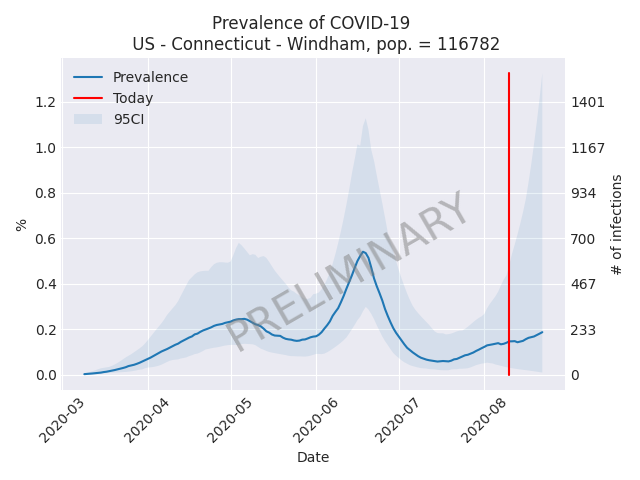 Prevalence of COVID-19
US - Connecticut - Windham, pop. = 116782
Prevalence
Today
95CI
PRELIMINARY
%
1.2
1.0
0.8
0.6
0.4
0.2
0.0
1401
1167
934
700
467
233
0
# of infections
2020-03
2020-04
2020-05
2020-06
2020-07
2020-08
Date